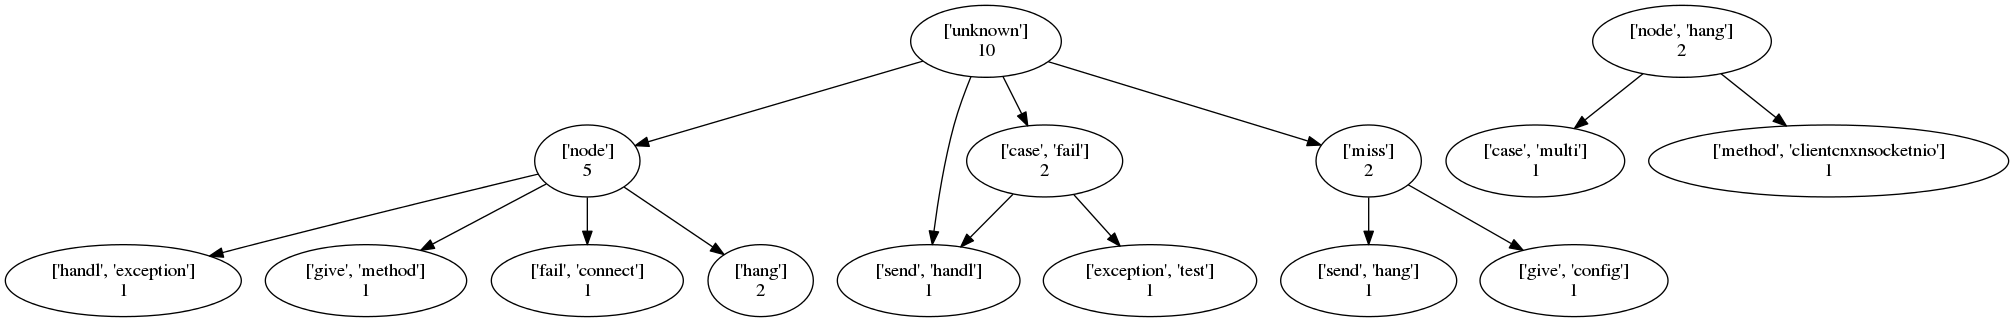 ['unknown']
10
['node', 'hang']
2
['node']
5
['case', 'fail']
2
['miss']
2
['case', 'multi']
1
['method', 'clientcnxnsocketnio']
1
['handl', 'exception']
1
['give', 'method']
1
['fail', 'connect']
1
['hang']
2
['send', 'handl']
1
['exception', 'test']
1
['send', 'hang']
1
['give', 'config']
1